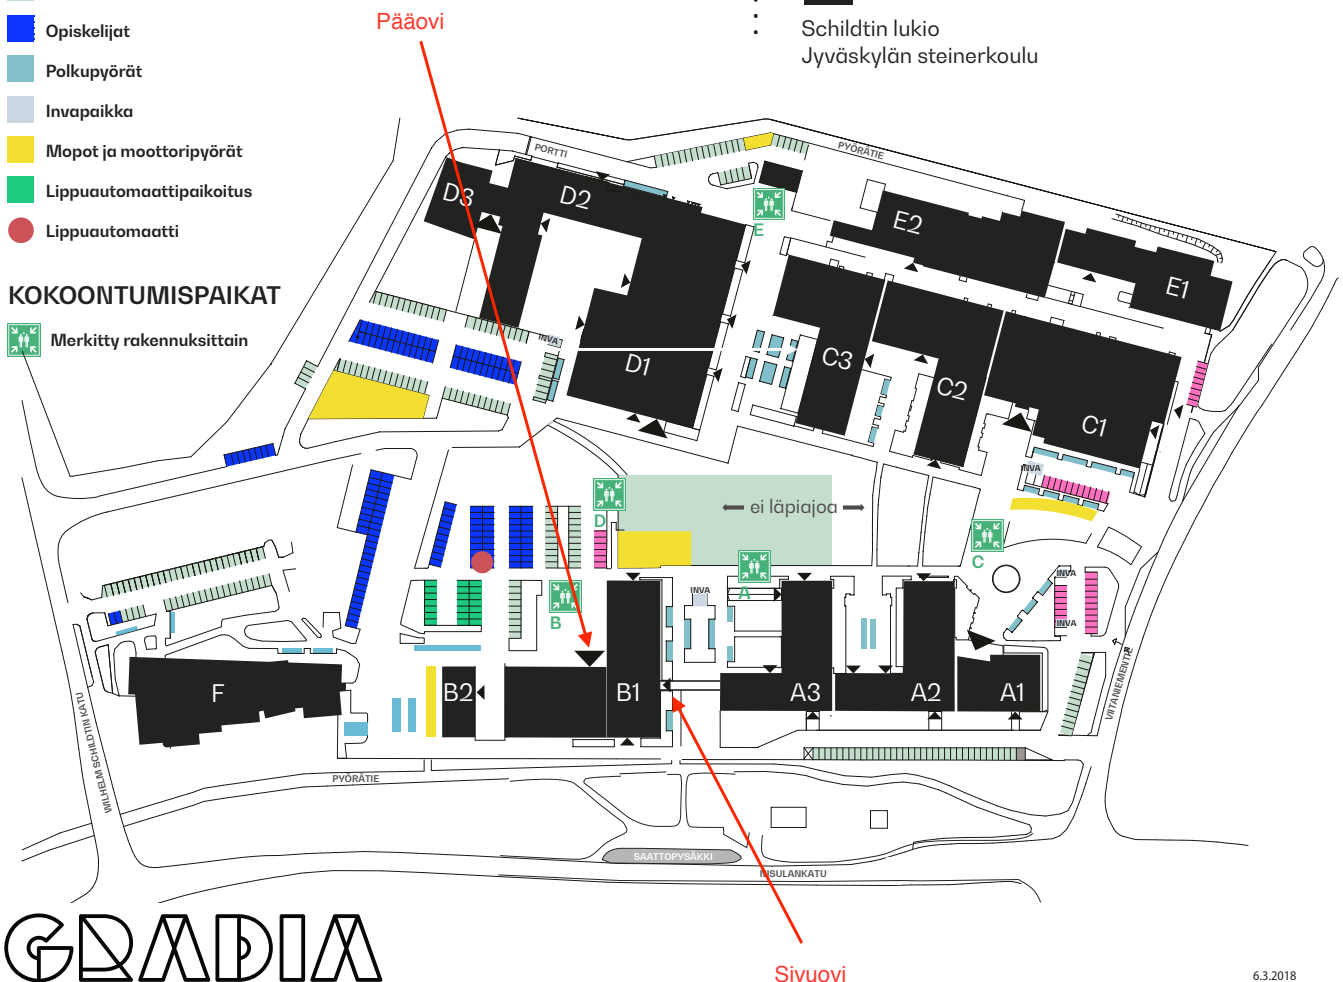 Pääovi
Opiskelijat
Polkupyörät
Invapaikka
Mopot ja moottoripyörät
Lippuautomaattipaikoitus
Lippuautomaatti
KOKOONTUMISPAIKAT
Merkitty rakennuksittain
Schildtin lukio
Jyväskylän steinerkoulu
PORTTI
PYÖRÄTIE
D3
D2
E
E2
E1
INVA
D1
C3
C2
C1
INVA
D
← ei läpiajoa →
A
C
B
INVA
INVA
INVA
F
B2
B1
A3
A2
A1
WILHELM SCHILDTIN KATU
VIITANIEMENTIE
PYÖRÄTIE
SAATTOPYSÄKKI
NISULANKATU
GRADIA
Sivuovi
6.3.2018